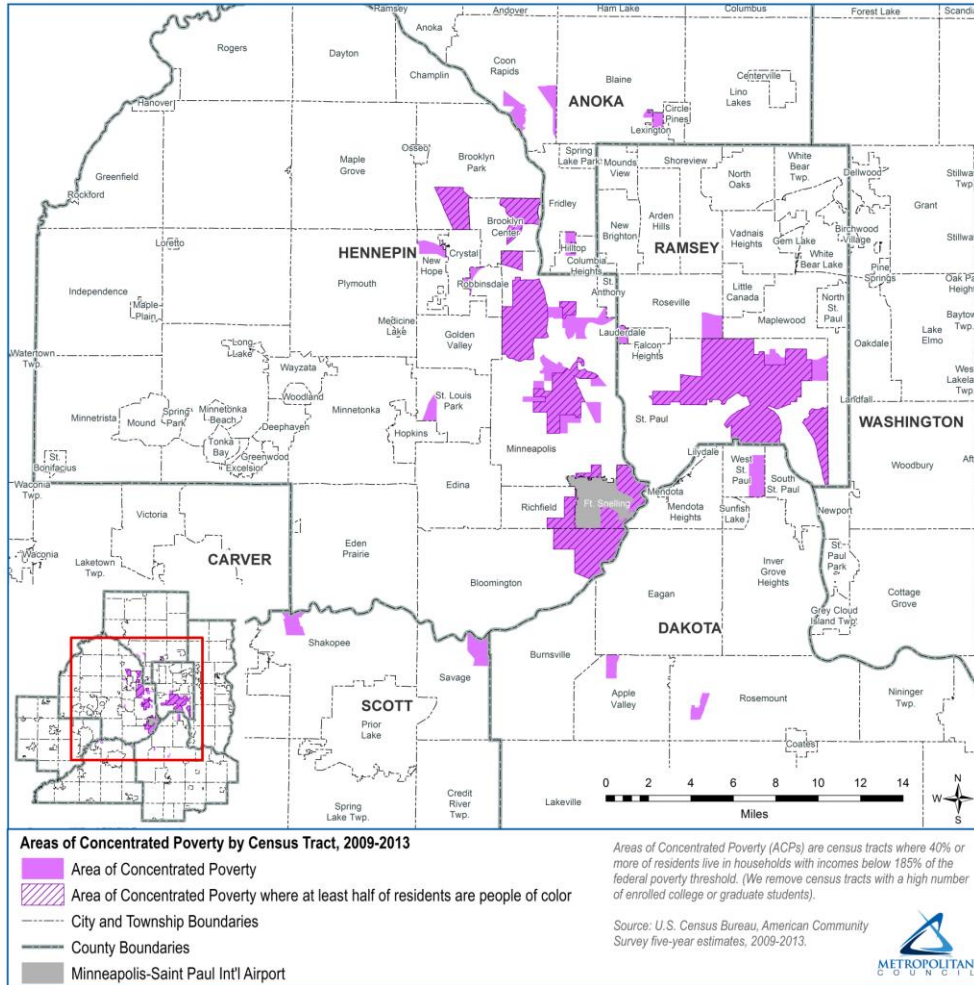 Ramsey
Andover
Ham Lake
Columbus
Forest Lake
Scandia
Anoka
Rogers
Dayton
Champlin
Coon
Rapids
Blaine
Centerville
Lino
Lakes
ANOKA
Hanover
Circle
Pines
Lexington
Osseo
Brooklyn
Park
Spring
Lake Park
Mounds
View
Shoreview
White
Bear
Twp.
Dellwood
Stillw
Twp
Maple
Grove
North
Oaks
Greenfield
Rockford
Fridley
Grant
Brooklyn
Center
New
Brighton
Arden
Hills
Vadnais
Heights
Gem Lake
Birchwood
Village
Stillwa
Loretto
HENNEPIN
New
Hope
Crystal
Hilltop
Columbia
Heights
RAMSEY
White
Bear Lake
Pine
Springs
Robbinsdale
St.
Anthony
Oak Pa
Heigh
Independence
Plymouth
Little
Canada
North
St. Paul
Maple
Plain
Roseville
Bayto
Twp
Medicine
Lake
Golden
Valley
Lauderdale
Maplewood
Lake
Elmo
Watertown
Twp.
Long
Lake
Falcon
Heights
Oakdale
Wes
Lakela
Twp
Wayzata
Woodland
St. Louis
Park
Landfall
Minnetrista
Mound
Spring
Park
Minnetonka
Beach
Deephaven
Minnetonka
Hopkins
St. Paul
WASHINGTON
Tonka
Bay
Greenwood
Excelsior
Minneapolis
St.
Bonifacius
Lilydale
Woodbury
Aft
Waconia
Twp.
Edina
West
St. Paul
South
St. Paul
Mendota
Richfield
Ft. Snelling
Mendota
Heights
Sunfish
Lake
Newport
Victoria
CARVER
Eden
Prairie
Waconia
Laketown
Twp.
St.
Paul
Park
Bloomington
Inver
Grove
Heights
Eagan
Cottage
Grove
Grey Cloud
Island Twp.
Shakopee
DAKOTA
Burnsville
Savage
Apple
Valley
Rosemount
Nininger
Twp.
SCOTT
Prior
Lake
Coates
Spring
Lake Twp.
Credit
River
Twp.
Lakeville
0 2 4 6 8 10 12 14
Miles
N
W
E
S
Areas of Concentrated Poverty by Census Tract, 2009-2013
Area of Concentrated Poverty
Area of Concentrated Poverty where at least half of residents are people of color
City and Township Boundaries
County Boundaries
Minneapolis-Saint Paul Int'l Airport
Areas of Concentrated Poverty (ACPs) are census tracts where 40% or
more of residents live in households with incomes below 185% of the
federal poverty threshold. (We remove census tracts with a high number
of enrolled college or graduate students).
Source: U.S. Census Bureau, American Community
Survey five-year estimates, 2009-2013.
METROPOLITAN
COUNCIL